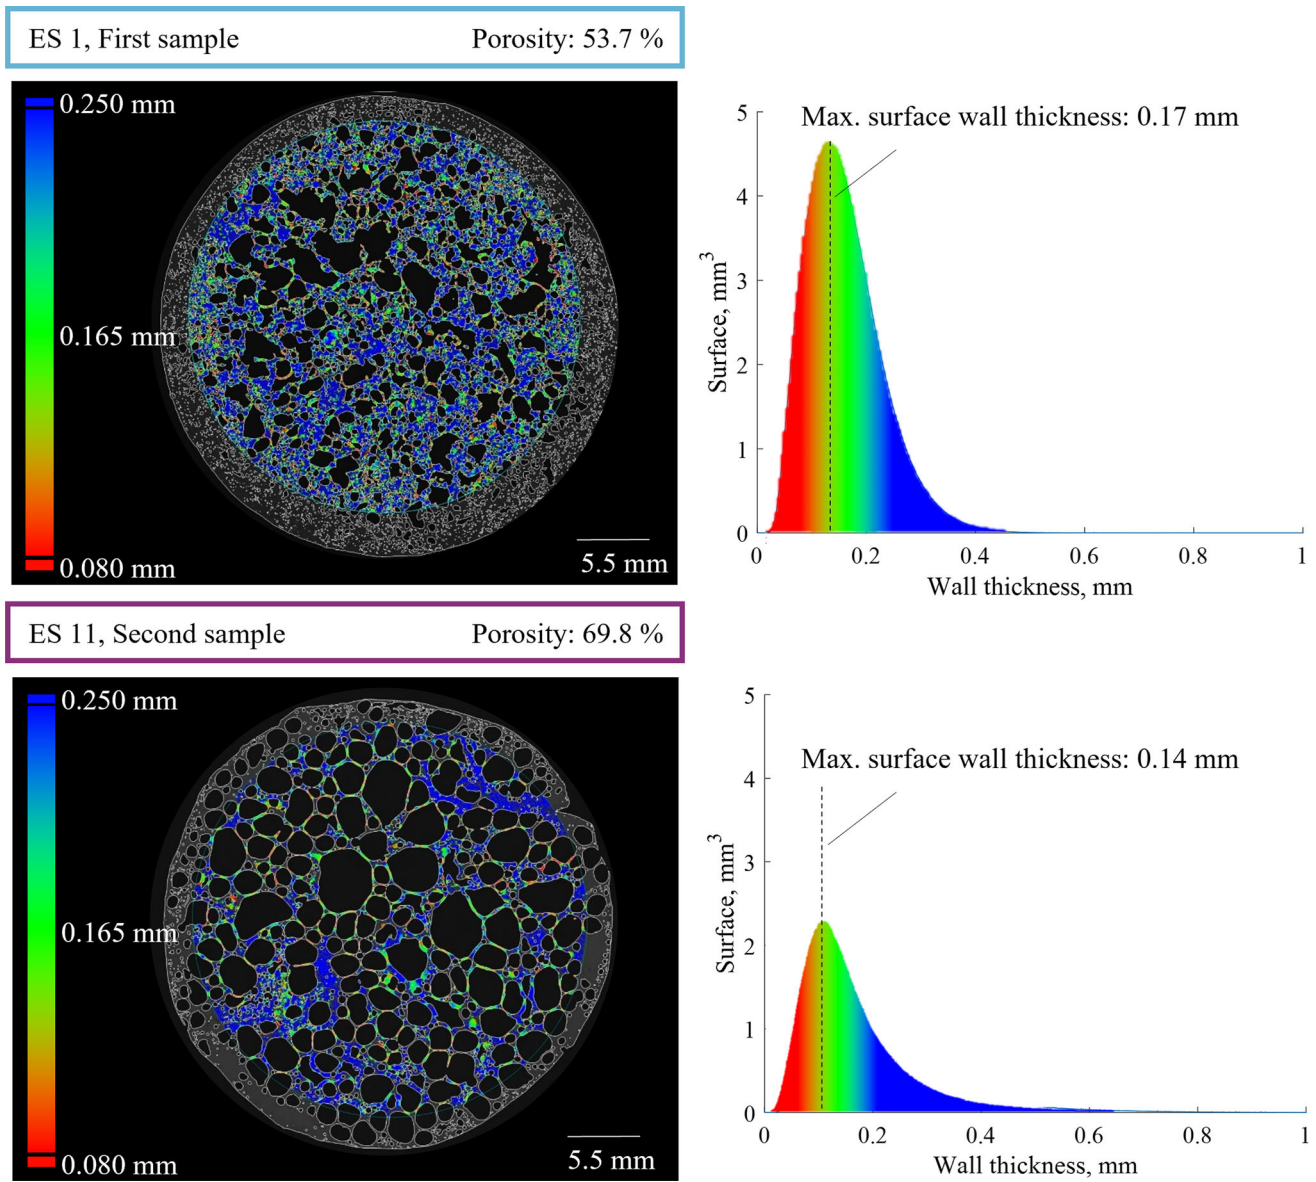 ES 1, First sample Porosity: 53.7 %
0.250 mm
0.165 mm
0.080 mm
5.5 mm
Max. surface wall thickness: 0.17 mm
5
4
3
2
1
0
Surface, mm³
0 0.2 0.4 0.6 0.8 1
Wall thickness, mm
ES 11, Second sample Porosity: 69.8 %
0.250 mm
0.165 mm
0.080 mm
5.5 mm
Max. surface wall thickness: 0.14 mm
5
4
3
2
1
0
Surface, mm³
0 0.2 0.4 0.6 0.8 1
Wall thickness, mm